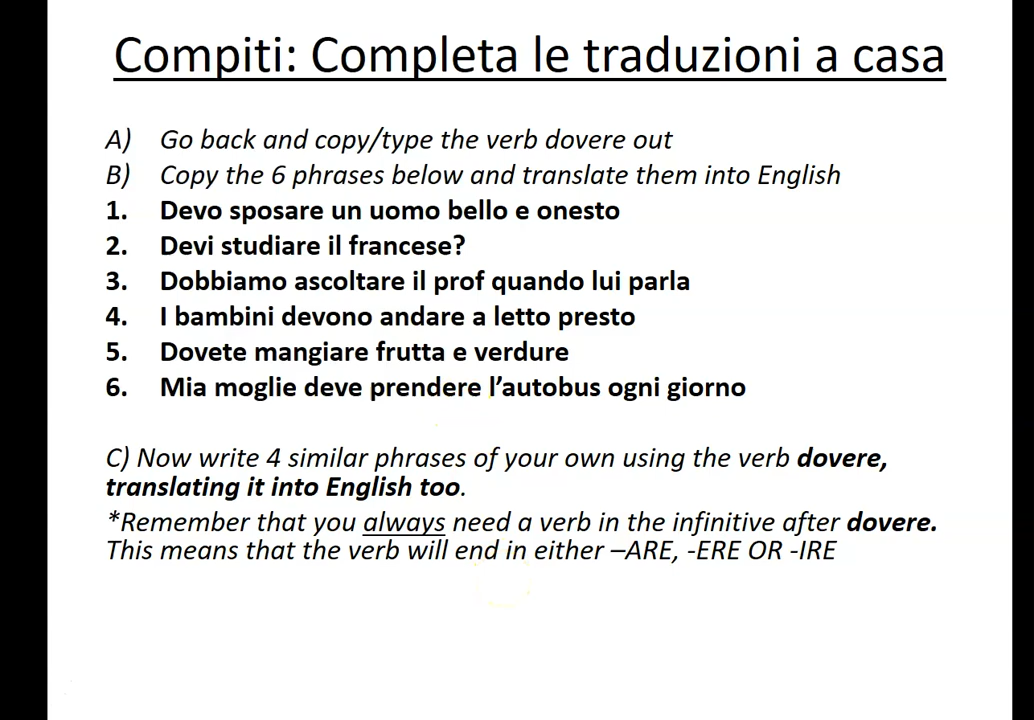 Compiti: Completa le traduzioni a casa
A) Go back and copy/type the verb dovere out
B) Copy the 6 phrases below and translate them into English
1. Devo sposare un uomo bello e onesto
2. Devi studiare il francese?
3. Dobbiamo ascoltare il prof quando lui parla
4. I bambini devono andare a letto presto
5. Dovete mangiare frutta e verdure
6. Mia moglie deve prendere l’autobus ogni giorno
C) Now write 4 similar phrases of your own using the verb dovere,
translating it into English too.
*Remember that you always need a verb in the infinitive after dovere.
This means that the verb will end in either –ARE, -ERE OR -IRE